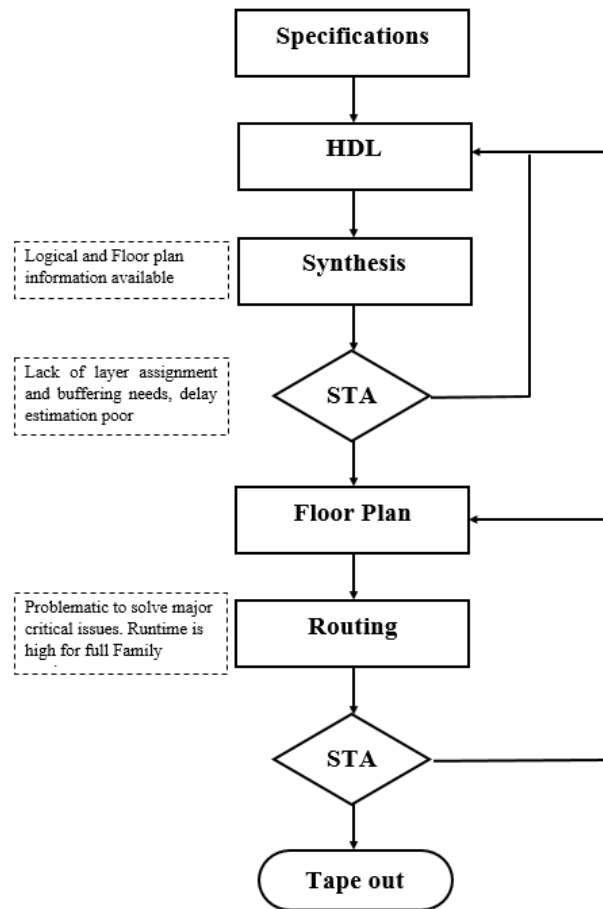 Specifications
HDL
Logical and Floor plan
information available
Synthesis
Lack of layer assignment
and buffering needs, delay
estimation poor
STA
Floor Plan
Problematic to solve major
critical issues. Runtime is
high for full Family
Routing
STA
Tape out